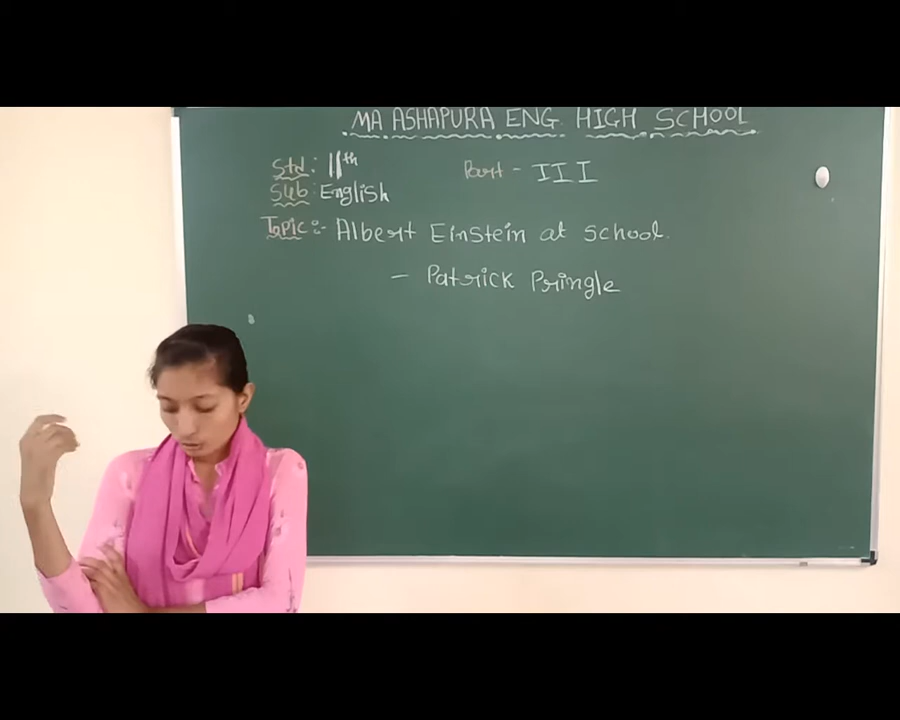 MA ASHAPURA ENG. HIGH SCHOOL
Std: 11th Part - III
Sub: English
Topic:- Albert Einstein at school.
- Patrick Pringle